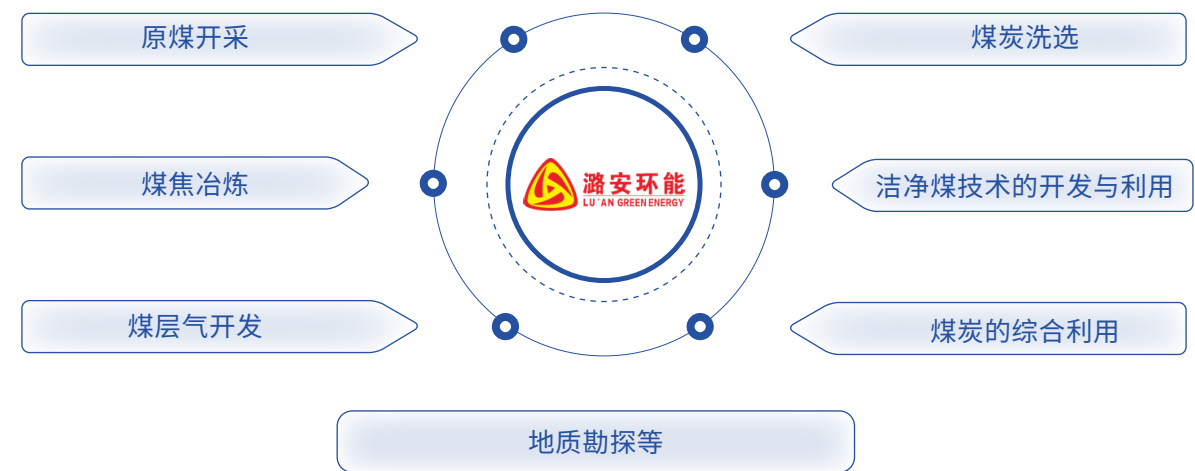 原煤开采
煤炭洗选
煤焦冶炼
潞安环能
LU'AN GREEN ENERGY
洁净煤技术的开发与利用
煤层气开发
煤炭的综合利用
地质勘探等